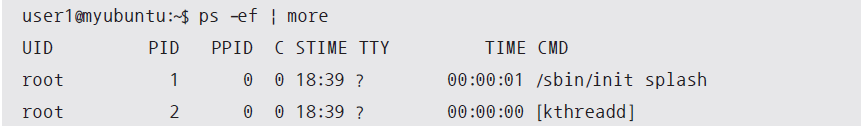 user1@myubuntu:~$ ps -ef ¦ more
UID PID PPID C STIME TTY TIME CMD
root 1 0 0 18:39 ? 00:00:01 /sbin/init splash
root 2 0 0 18:39 ? 00:00:00 [kthreadd]